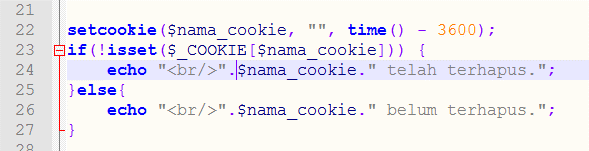 21
22 setcookie($nama_cookie, "", time() - 3600);
23 if(!isset($_COOKIE[$nama_cookie])) {
24 echo "<br/>".$nama_cookie." telah terhapus.";
25 }else{
26 echo "<br/>".$nama_cookie." belum terhapus.";
27 }
28